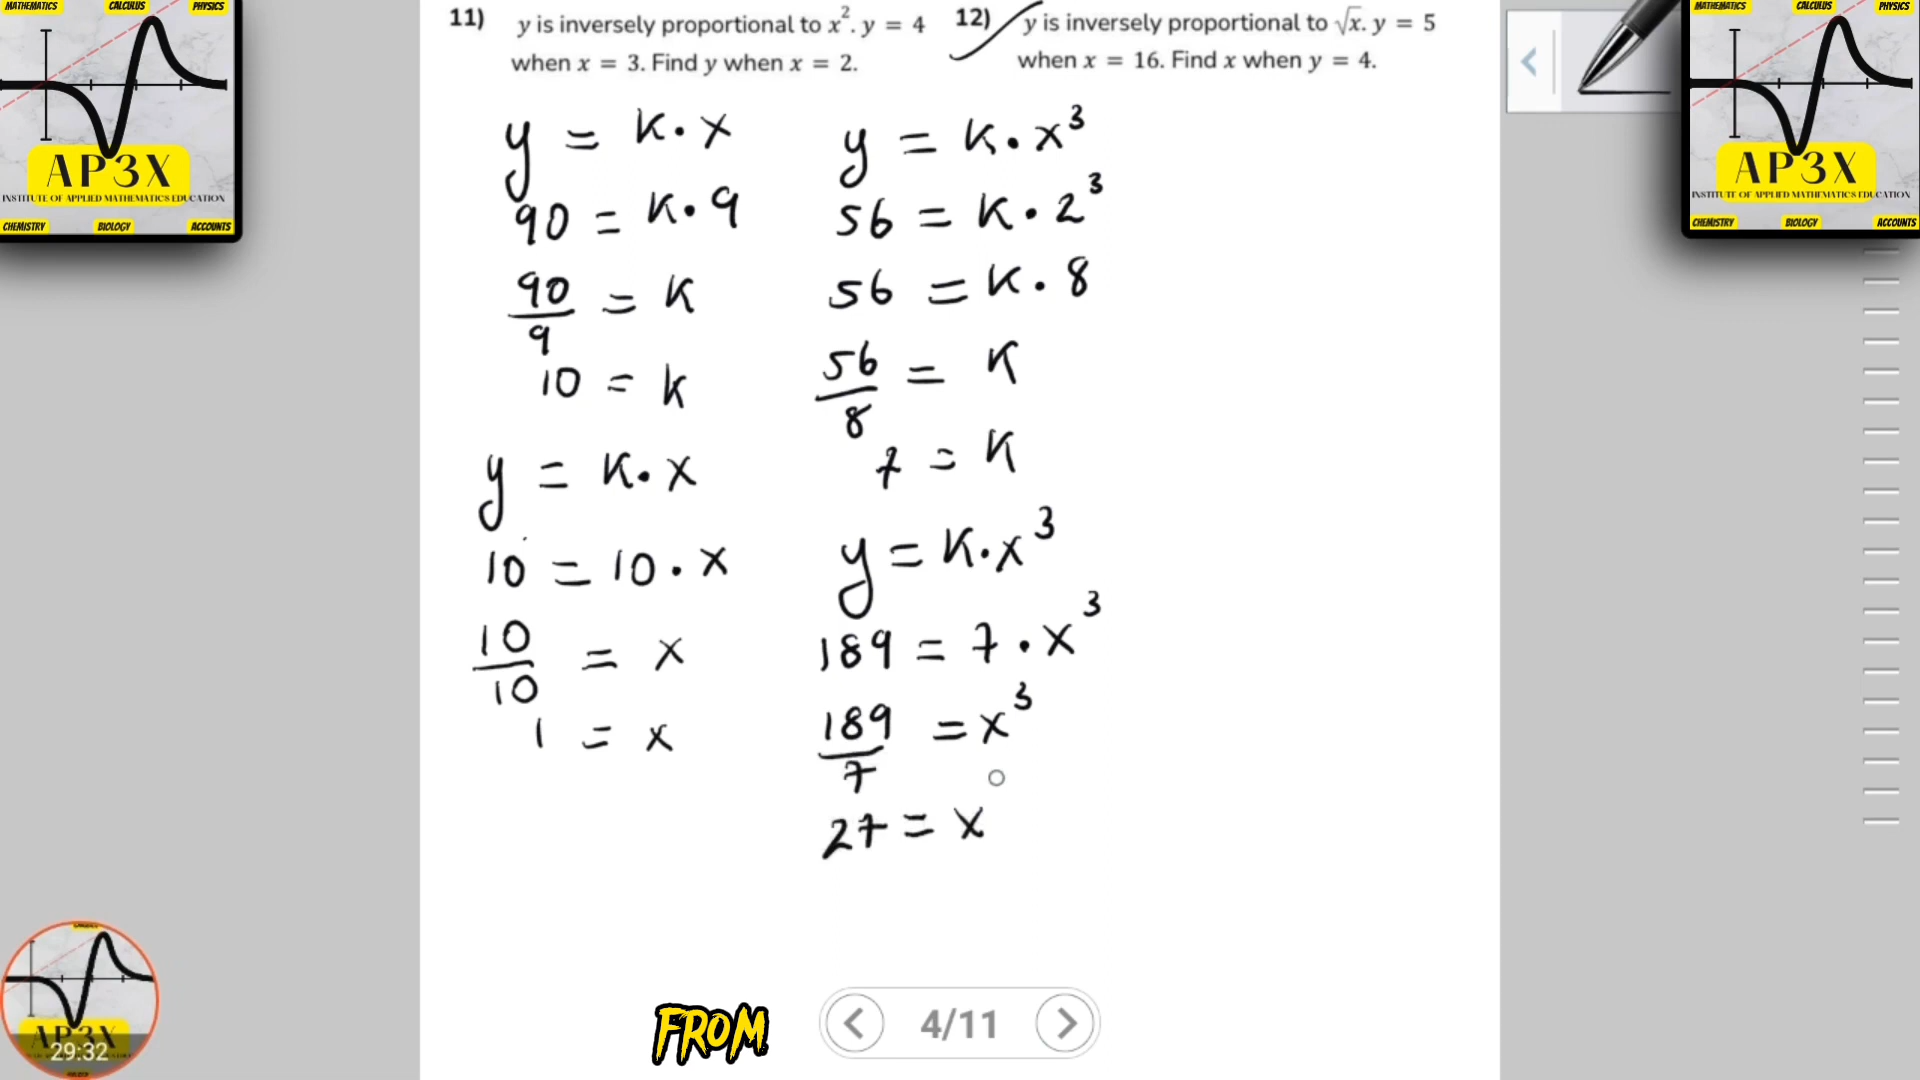 MATHEMATICS CALCULUS PHYSICS
AP3X
INSTITUTE OF APPLIED MATHEMATICS EDUCATION
CHEMISTRY BIOLOGY ACCOUNTS
11) y is inversely proportional to x². y = 4
when x = 3. Find y when x = 2.
12) y is inversely proportional to √x. y = 5
when x = 16. Find x when y = 4.
MATHEMATICS CALCULUS PHYSICS
AP3X
INSTITUTE OF APPLIED MATHEMATICS EDUCATION
CHEMISTRY BIOLOGY ACCOUNTS
y = K·x
90 = K·9
90/9 = K
10 = k
y = K·x
10 = 10·x
10/10 = x
1 = x
y = K·x³
56 = K·2³
56 = K·8
56/8 = K
7 = K
y = K·x³
189 = 7·x³
189/7 = x³
27 = x
AP3X
29:32
FROM
4/11